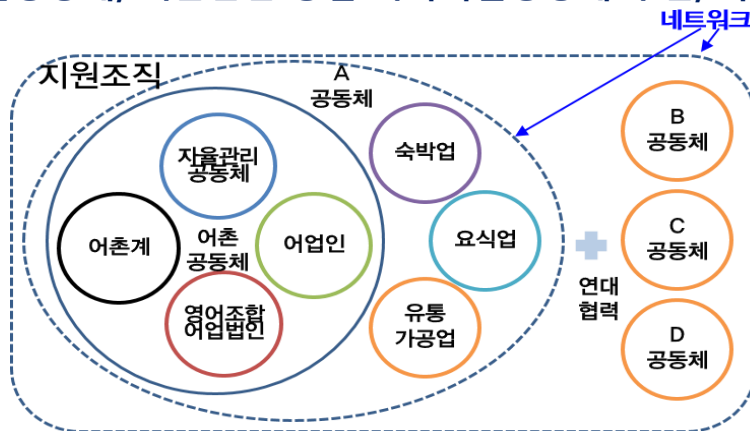 네트워크
지원조직
A
공동체
자율관리
공동체
숙박업
B
공동체
어촌계
어촌
공동체
어업인
요식업
C
공동체
연대
협력
영어조합
어업법인
유통
가공업
D
공동체